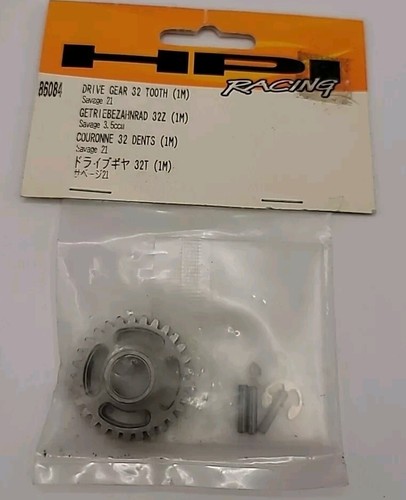 HPI
RACING
86084
DRIVE GEAR 32 TOOTH (1M)
Savage 21
GETRIEBEZAHNRAD 32Z (1M)
Savage 3.5ccm
COURONNE 32 DENTS (1M)
Savage 21
ドライブギヤ 32T (1M)
サベージ21